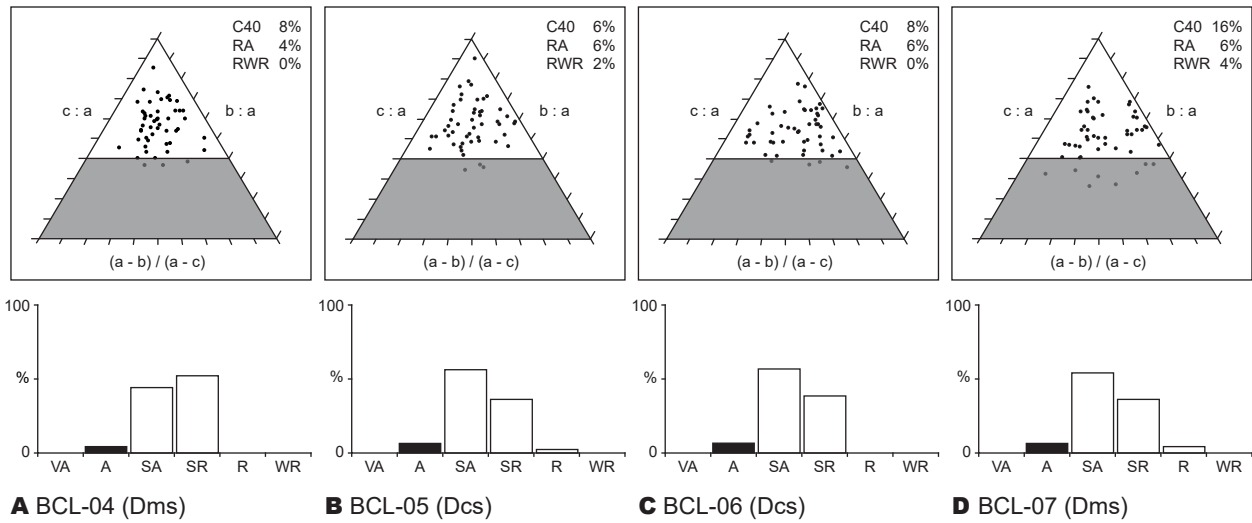 C40 8%
RA 4%
RWR 0%
c : a
b : a
(a - b) / (a - c)
C40 6%
RA 6%
RWR 2%
c : a
b : a
(a - b) / (a - c)
C40 8%
RA 6%
RWR 0%
c : a
b : a
(a - b) / (a - c)
C40 16%
RA 6%
RWR 4%
c : a
b : a
(a - b) / (a - c)
100
%
0
VA A SA SR R WR
100
%
0
VA A SA SR R WR
100
%
0
VA A SA SR R WR
100
%
0
VA A SA SR R WR
A BCL-04 (Dms)
B BCL-05 (Dcs)
C BCL-06 (Dcs)
D BCL-07 (Dms)